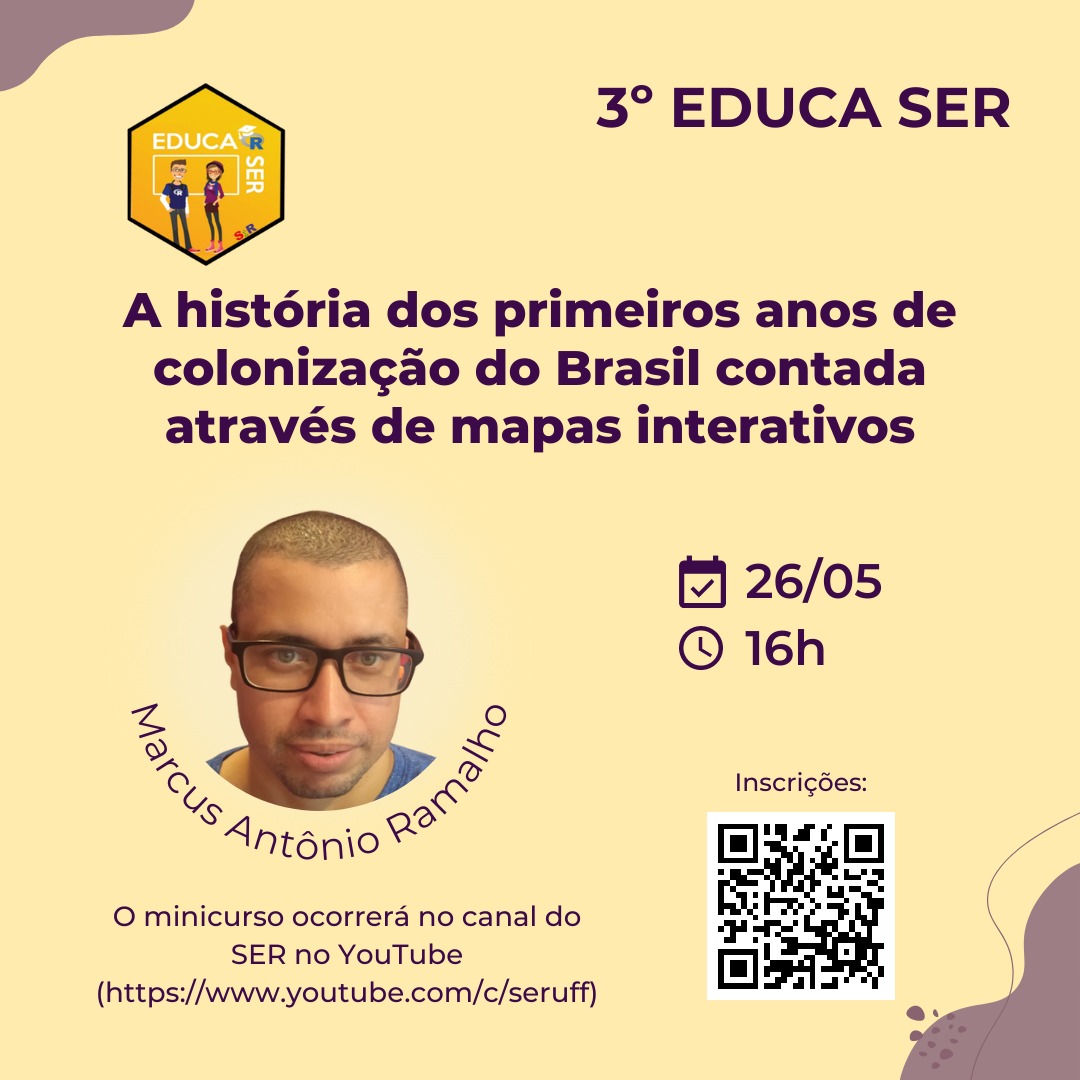 3º EDUCA SER
EDUCA R
SER
R
SER
A história dos primeiros anos de
colonização do Brasil contada
através de mapas interativos
26/05
16h
Marcus Antônio Ramalho
Inscrições:
O minicurso ocorrerá no canal do
SER no YouTube
(https://www.youtube.com/c/seruff)